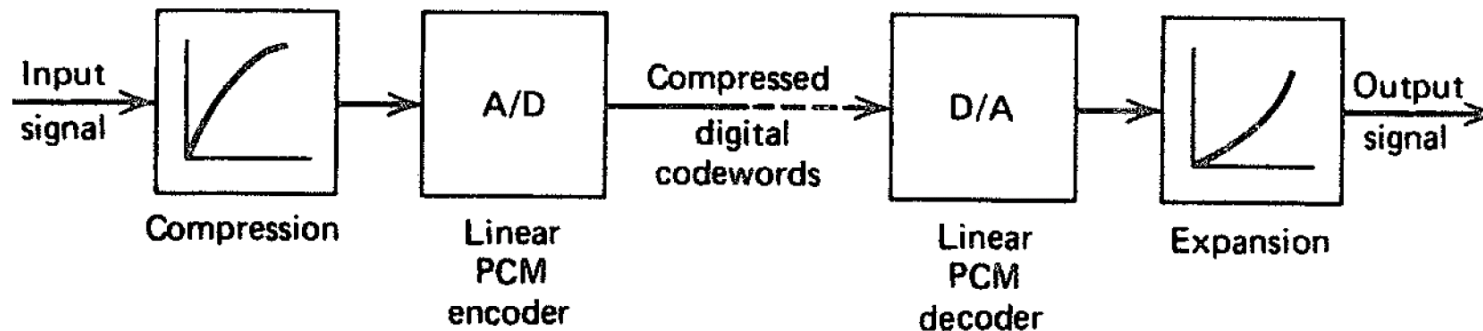 Input
signal
Compression
A/D
Linear
PCM
encoder
Compressed
digital
codewords
D/A
Linear
PCM
decoder
Expansion
Output
signal